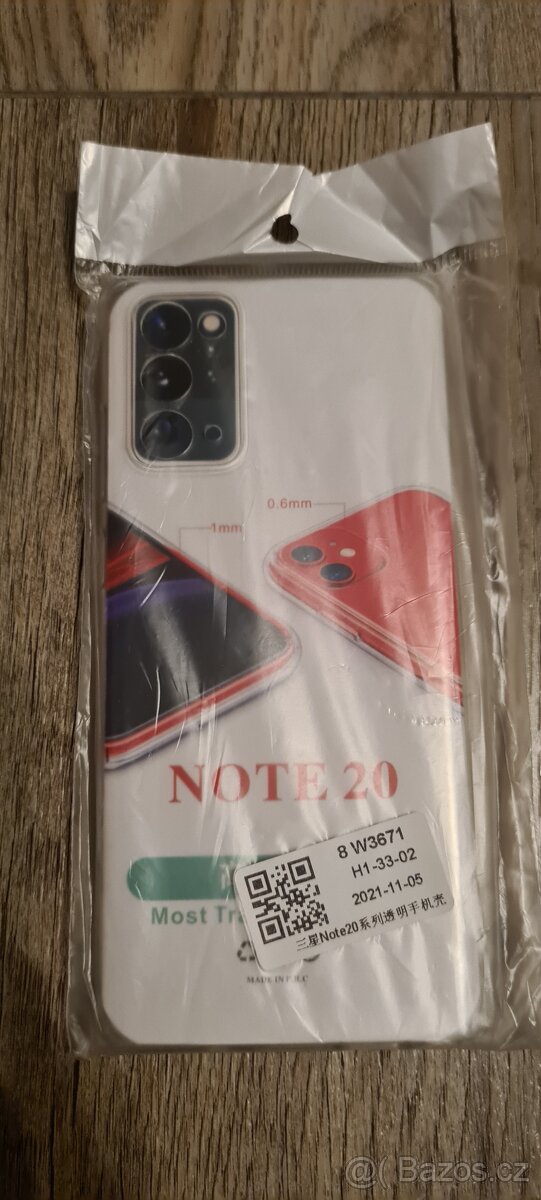 0.6mm
1mm
NOTE 20
8 W3671
H1-33-02
2021-11-05
三星Note20系列透明手机壳
Most
MADE IN
@( Bazos.cz